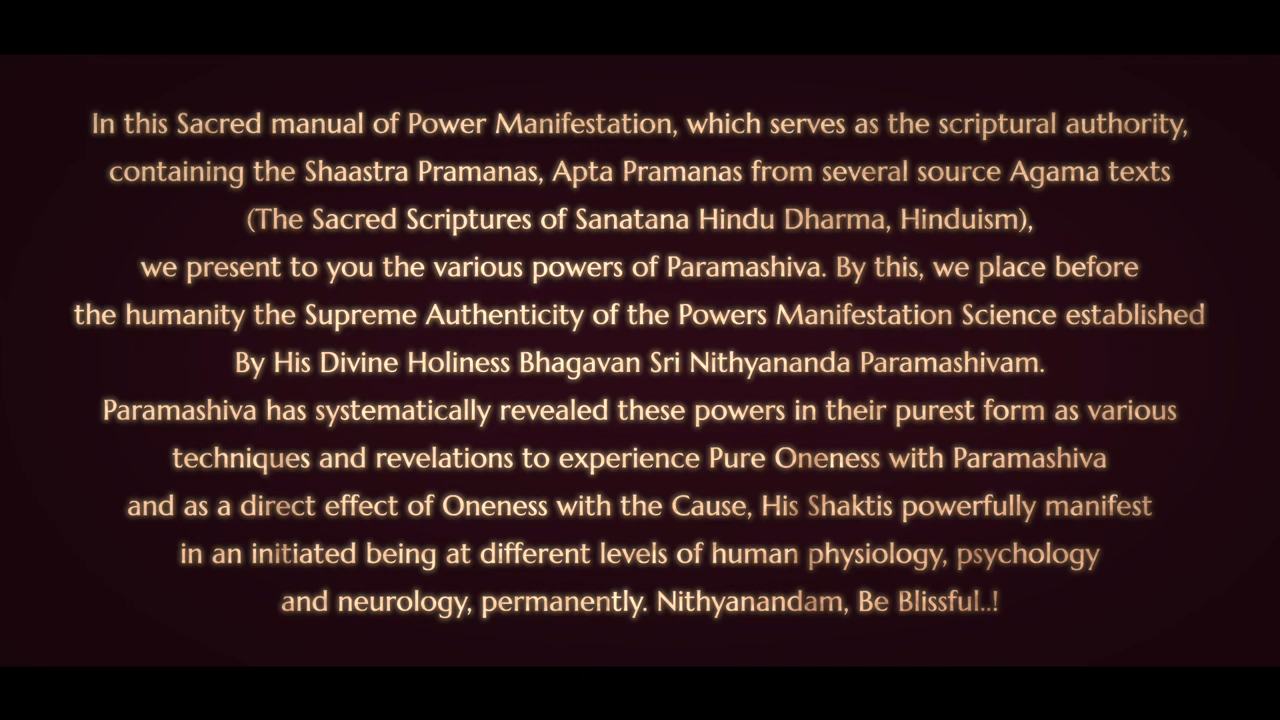 In this Sacred manual of Power Manifestation, which serves as the scriptural authority,
containing the Shaastra Pramanas, Apta Pramanas from several source Agama texts
(The Sacred Scriptures of Sanatana Hindu Dharma, Hinduism),
we present to you the various powers of Paramashiva. By this, we place before
the humanity the Supreme Authenticity of the Powers Manifestation Science established
By His Divine Holiness Bhagavan Sri Nithyananda Paramashivam.
Paramashiva has systematically revealed these powers in their purest form as various
techniques and revelations to experience Pure Oneness with Paramashiva
and as a direct effect of Oneness with the Cause, His Shaktis powerfully manifest
in an initiated being at different levels of human physiology, psychology
and neurology, permanently. Nithyanandam, Be Blissful..!